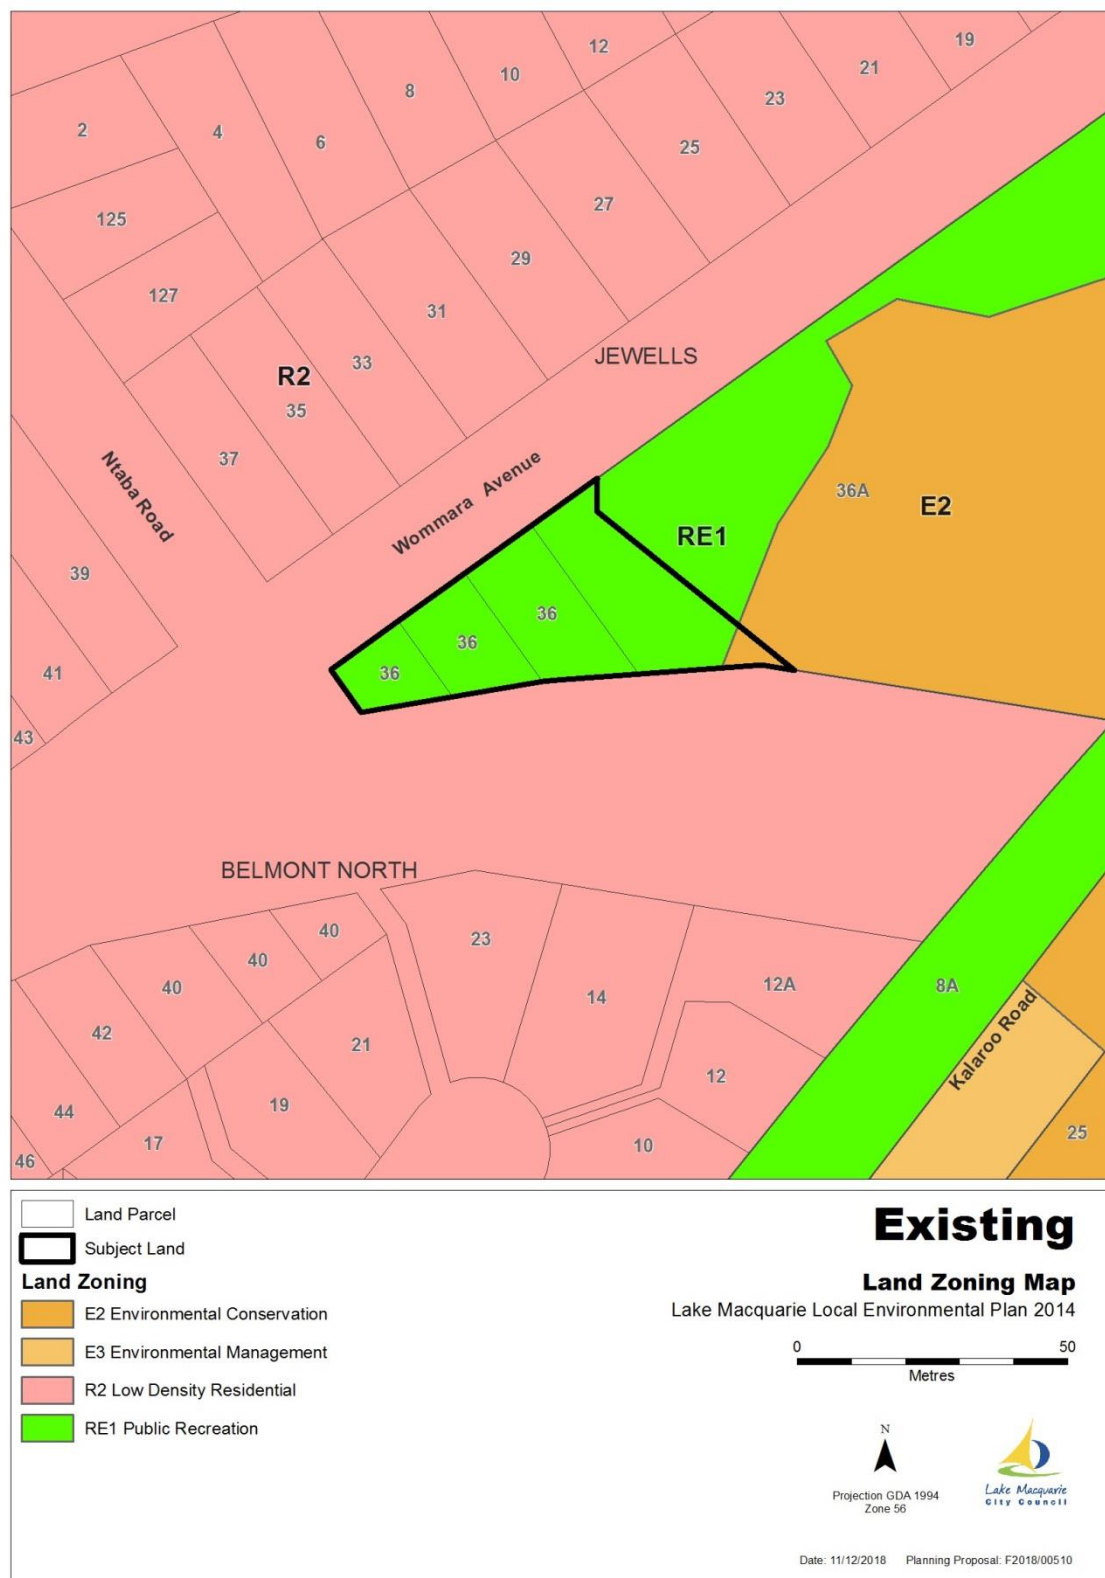 12
19
8
10
21
23
2
4
6
25
125
27
29
127
31
JEWELLS
33
R2
35
37
Ntaba Road
Wommara Avenue
36A
E2
RE1
39
36
36
36
41
43
BELMONT NORTH
40
23
40
40
14
12A
8A
42
21
Kalaroo Road
12
44
19
17
10
25
46
Land Parcel
Subject Land
Land Zoning
E2 Environmental Conservation
E3 Environmental Management
R2 Low Density Residential
RE1 Public Recreation
Existing
Land Zoning Map
Lake Macquarie Local Environmental Plan 2014
0 50
Metres
N
Projection GDA 1994
Zone 56
Lake Macquarie
City Council
Date: 11/12/2018 Planning Proposal: F2018/00510